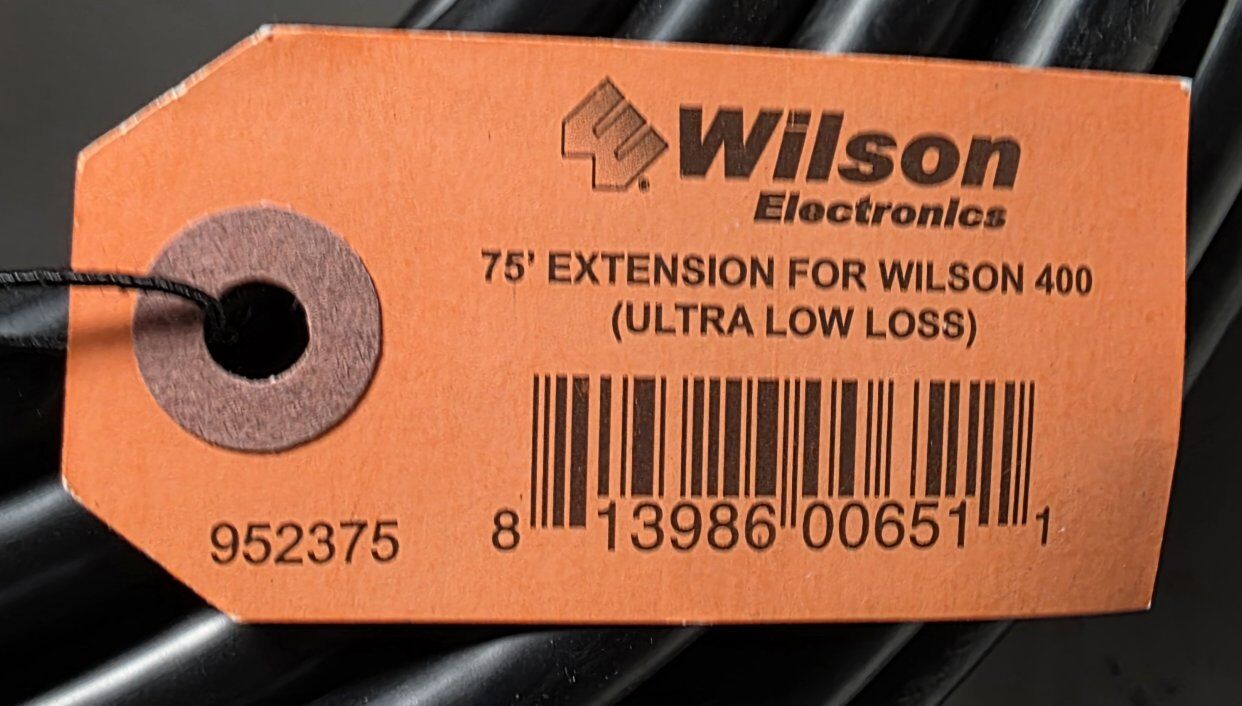 Wilson
Electronics
75' EXTENSION FOR WILSON 400
(ULTRA LOW LOSS)
952375
8 13986 00651 1